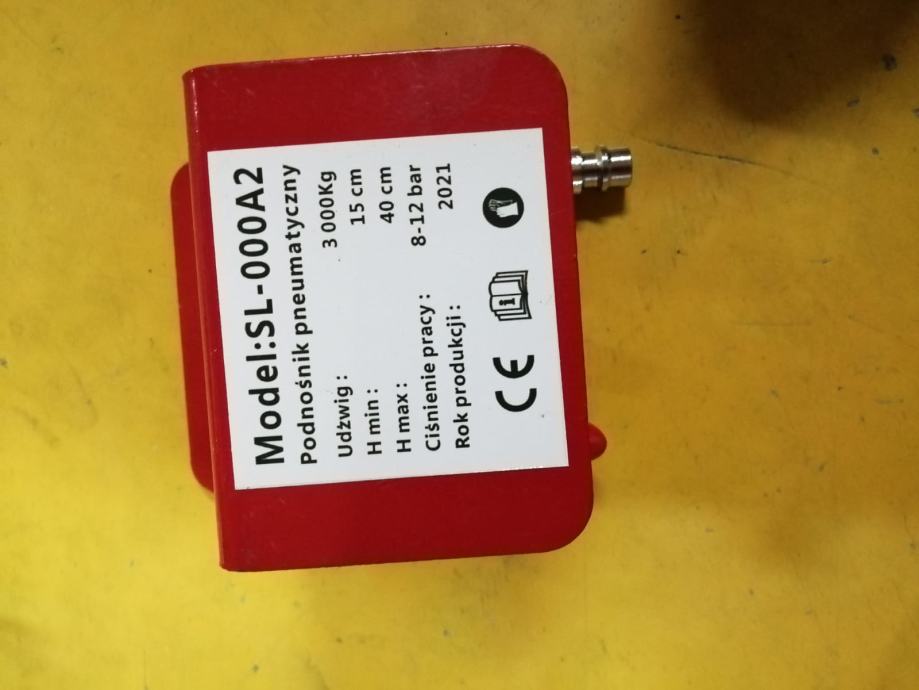 Model:SL-000A2
Podnośnik pneumatyczny
Udźwig : 3 000Kg
H min : 15 cm
H max : 40 cm
Ciśnienie pracy : 8-12 bar
Rok produkcji : 2021
CE i